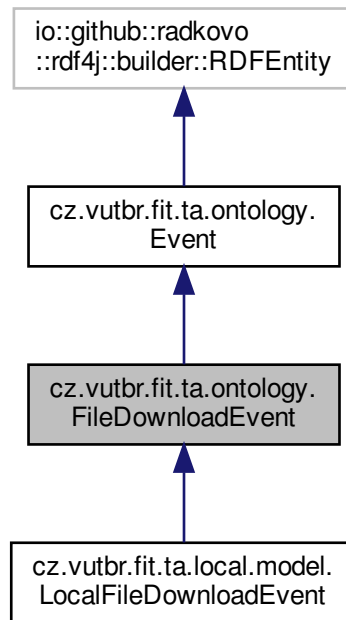 io::github::radkovo
::rdf4j::builder::RDFEntity
cz.vutbr.fit.ta.ontology.
Event
cz.vutbr.fit.ta.ontology.
FileDownloadEvent
cz.vutbr.fit.ta.local.model.
LocalFileDownloadEvent